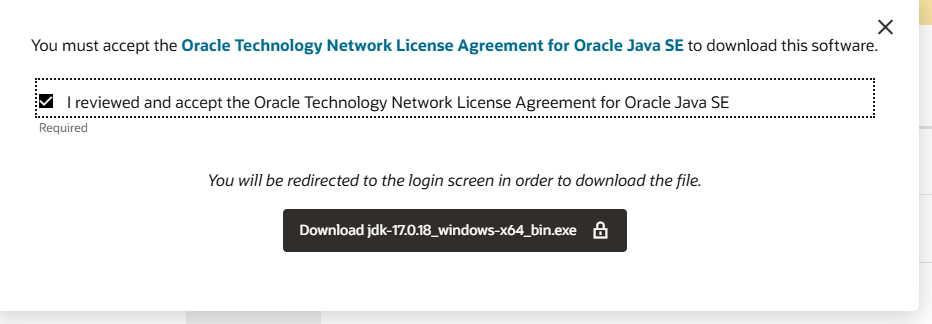 You must accept the Oracle Technology Network License Agreement for Oracle Java SE to download this software.
I reviewed and accept the Oracle Technology Network License Agreement for Oracle Java SE
Required
You will be redirected to the login screen in order to download the file.
Download jdk-17.0.18_windows-x64_bin.exe